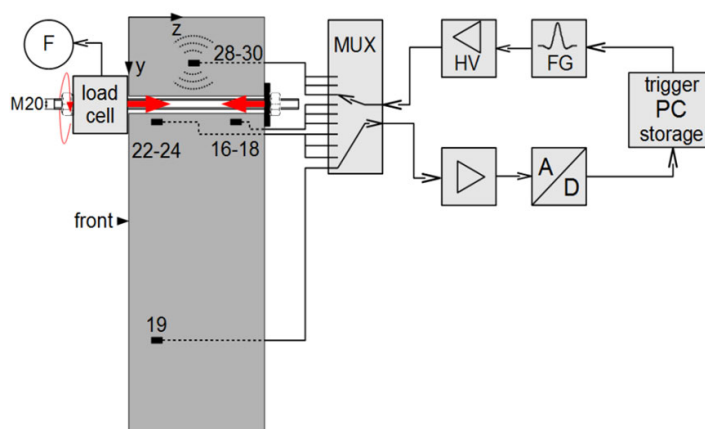 F
z
28-30
y
MUX
HV
FG
trigger
PC
storage
M20
load
cell
22-24
16-18
A
D
front
19